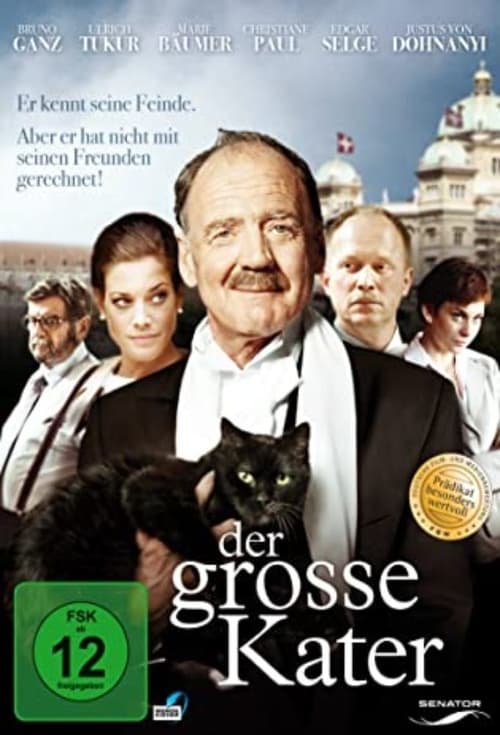 BRUNO ULRICH MARIE CHRISTIANE EDGAR JUSTUS VON
GANZ TUKUR BÄUMER PAUL SELGE DOHNANYI
Er kennt seine Feinde.
Aber er hat nicht mit
seinen Freunden
gerechnet!
Prädikat
besonders
wertvoll
der
grosse
Kater
FSK
ab
12
freigegeben
SENATOR